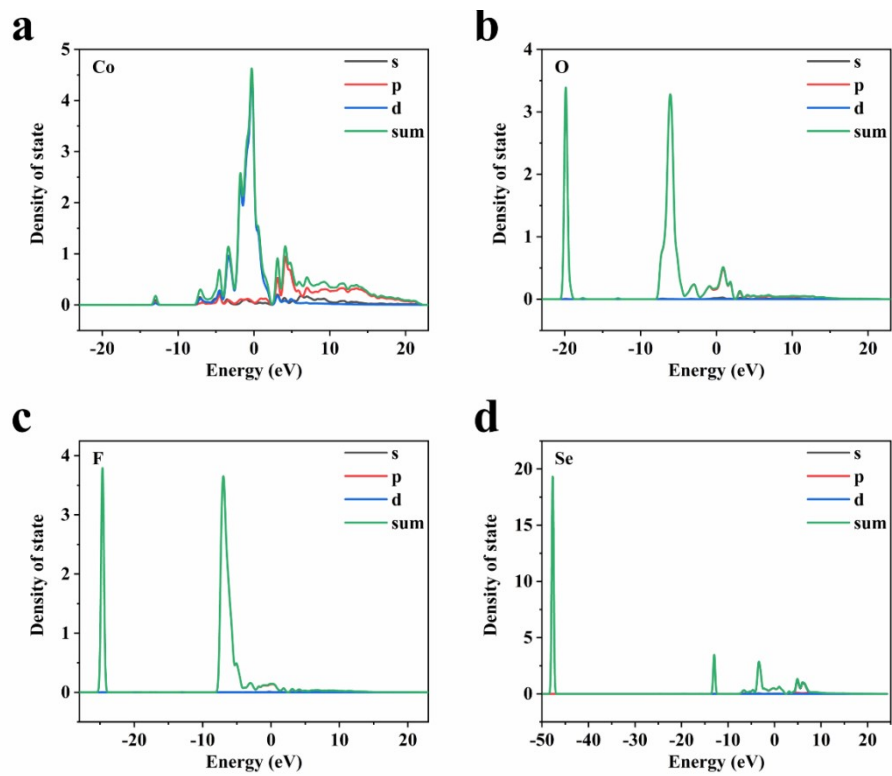 a
Co
s
p
d
sum
Density of state
5
4
3
2
1
0
-20 -10 0 10 20
Energy (eV)
b
O
s
p
d
sum
Density of state
4
3
2
1
0
-20 -10 0 10 20
Energy (eV)
c
F
s
p
d
sum
Density of state
4
3
2
1
0
-20 -10 0 10 20
Energy (eV)
d
Se
s
p
d
sum
Density of state
20
15
10
5
0
-50 -40 -30 -20 -10 0 10 20
Energy (eV)